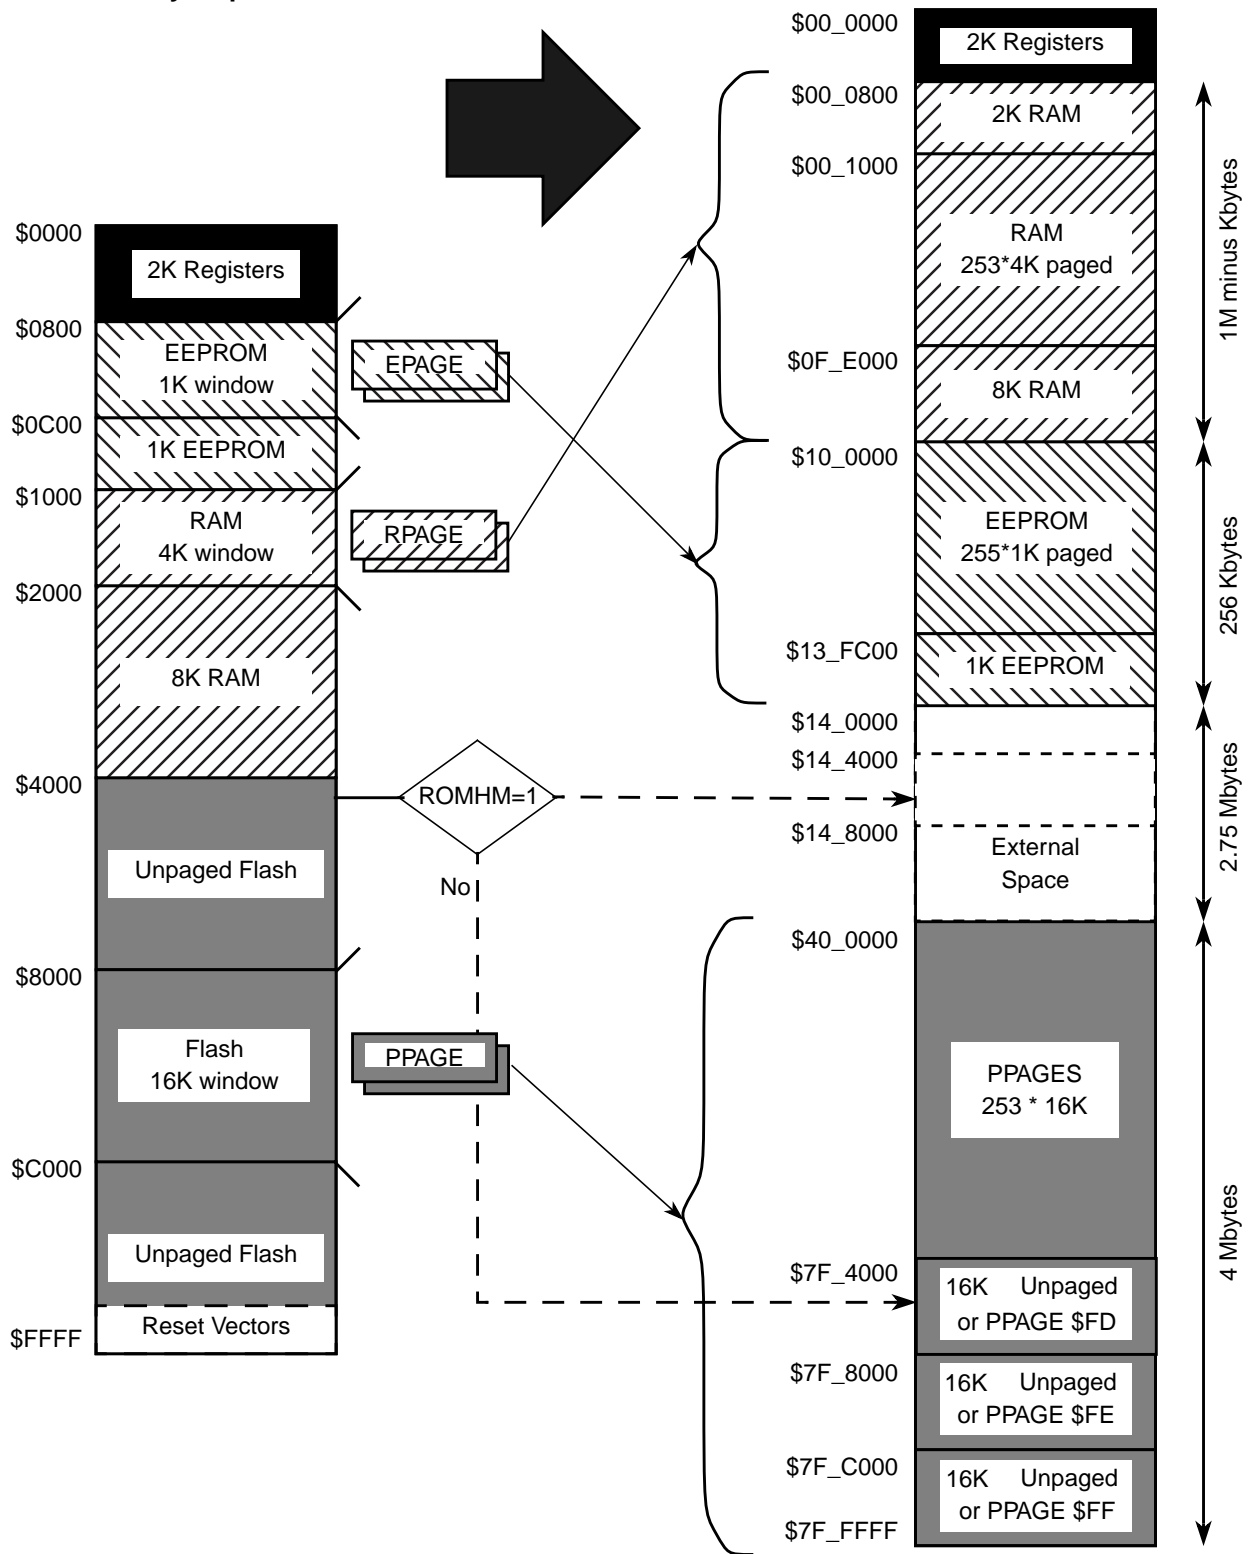 $0000
2K Registers
$0800
EEPROM
1K window
$0C00
1K EEPROM
$1000
RAM
4K window
$2000
8K RAM
$4000
Unpaged Flash
$8000
Flash
16K window
$C000
Unpaged Flash
Reset Vectors
$FFFF
EPAGE
RPAGE
ROMHM=1
No
PPAGE
$00_0000
2K Registers
$00_0800
2K RAM
$00_1000
RAM
253*4K paged
$0F_E000
8K RAM
$10_0000
EEPROM
255*1K paged
$13_FC00
1K EEPROM
$14_0000
$14_4000
$14_8000
External
Space
$40_0000
PPAGES
253 * 16K
$7F_4000
16K Unpaged
or PPAGE $FD
$7F_8000
16K Unpaged
or PPAGE $FE
$7F_C000
16K Unpaged
or PPAGE $FF
$7F_FFFF
1M minus Kbytes
256 Kbytes
2.75 Mbytes
4 Mbytes